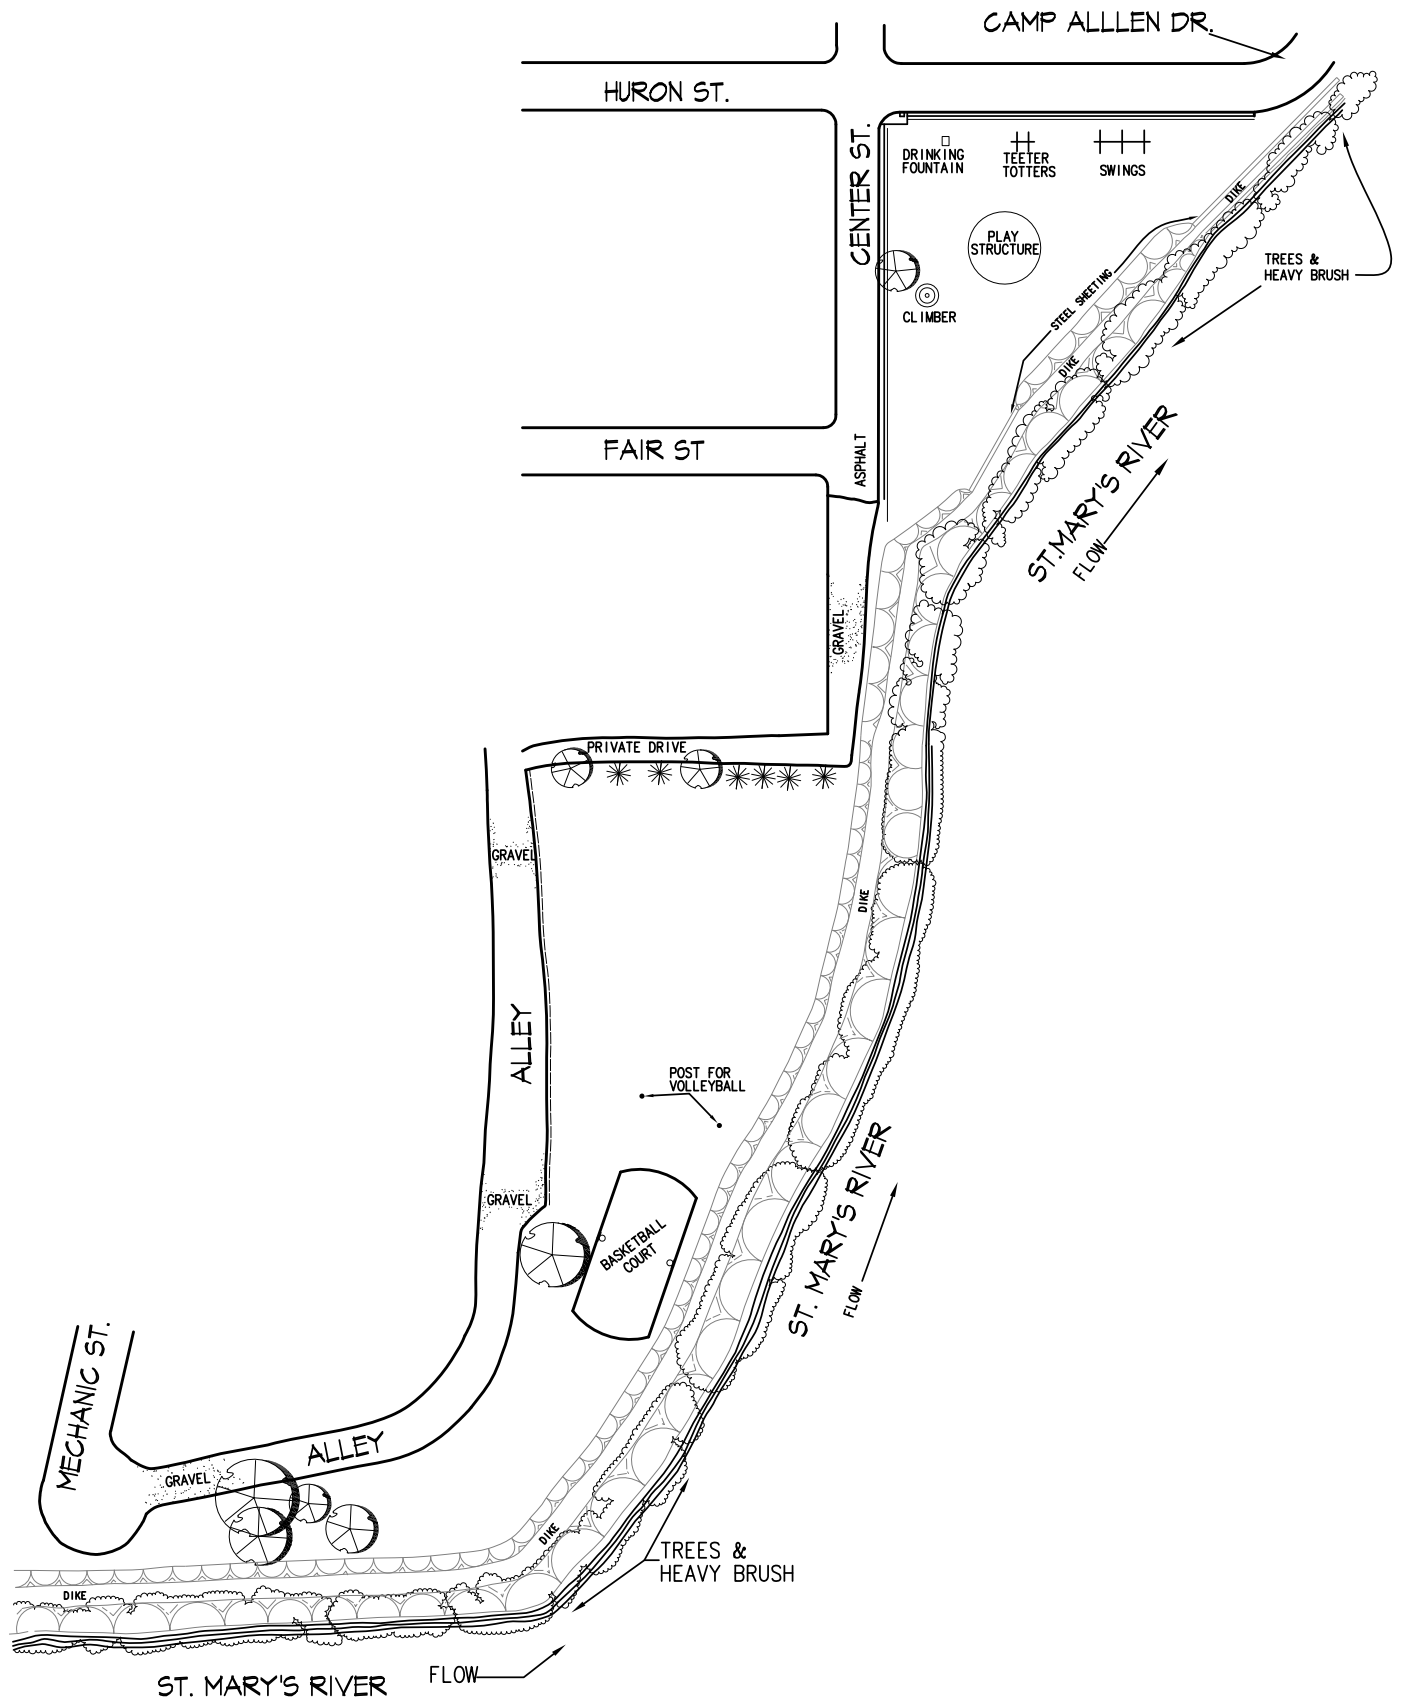 CAMP ALLLEN DR.
HURON ST.
CENTER ST.
DRINKING
FOUNTAIN
TEETER
TOTTERS
SWINGS
DIKE
PLAY
STRUCTURE
TREES &
HEAVY BRUSH
STEEL SHEETING
CLIMBER
DIKE
FAIR ST
ASPHALT
ST.MARY'S RIVER
FLOW
GRAVEL
PRIVATE DRIVE
GRAVEL
DIKE
ALLEY
POST FOR
VOLLEYBALL
GRAVEL
BASKETBALL
COURT
ST. MARY'S RIVER
FLOW
MECHANIC ST.
ALLEY
GRAVEL
DIKE
TREES &
HEAVY BRUSH
DIKE
FLOW
ST. MARY'S RIVER